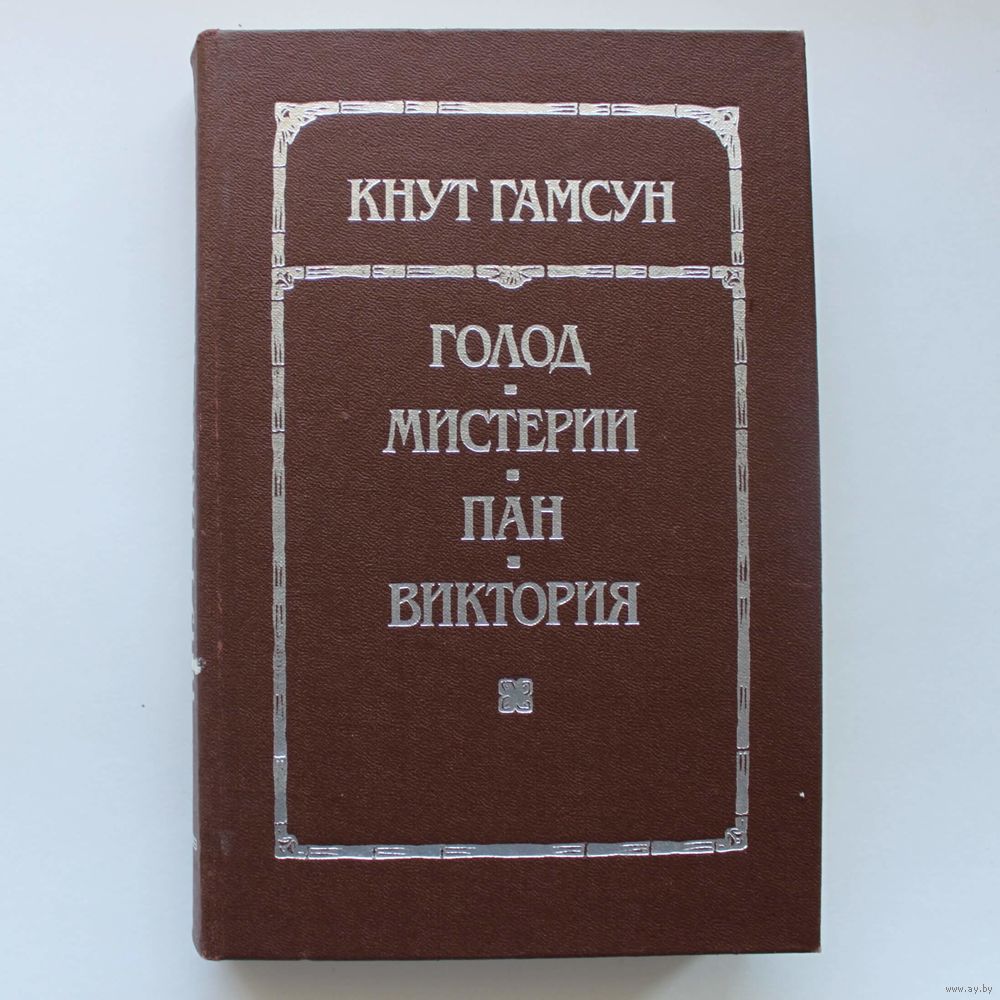 КНУТ ГАМСУН
ГОЛОД
МИСТЕРИИ
ПАН
ВИКТОРИЯ
www.ay.by